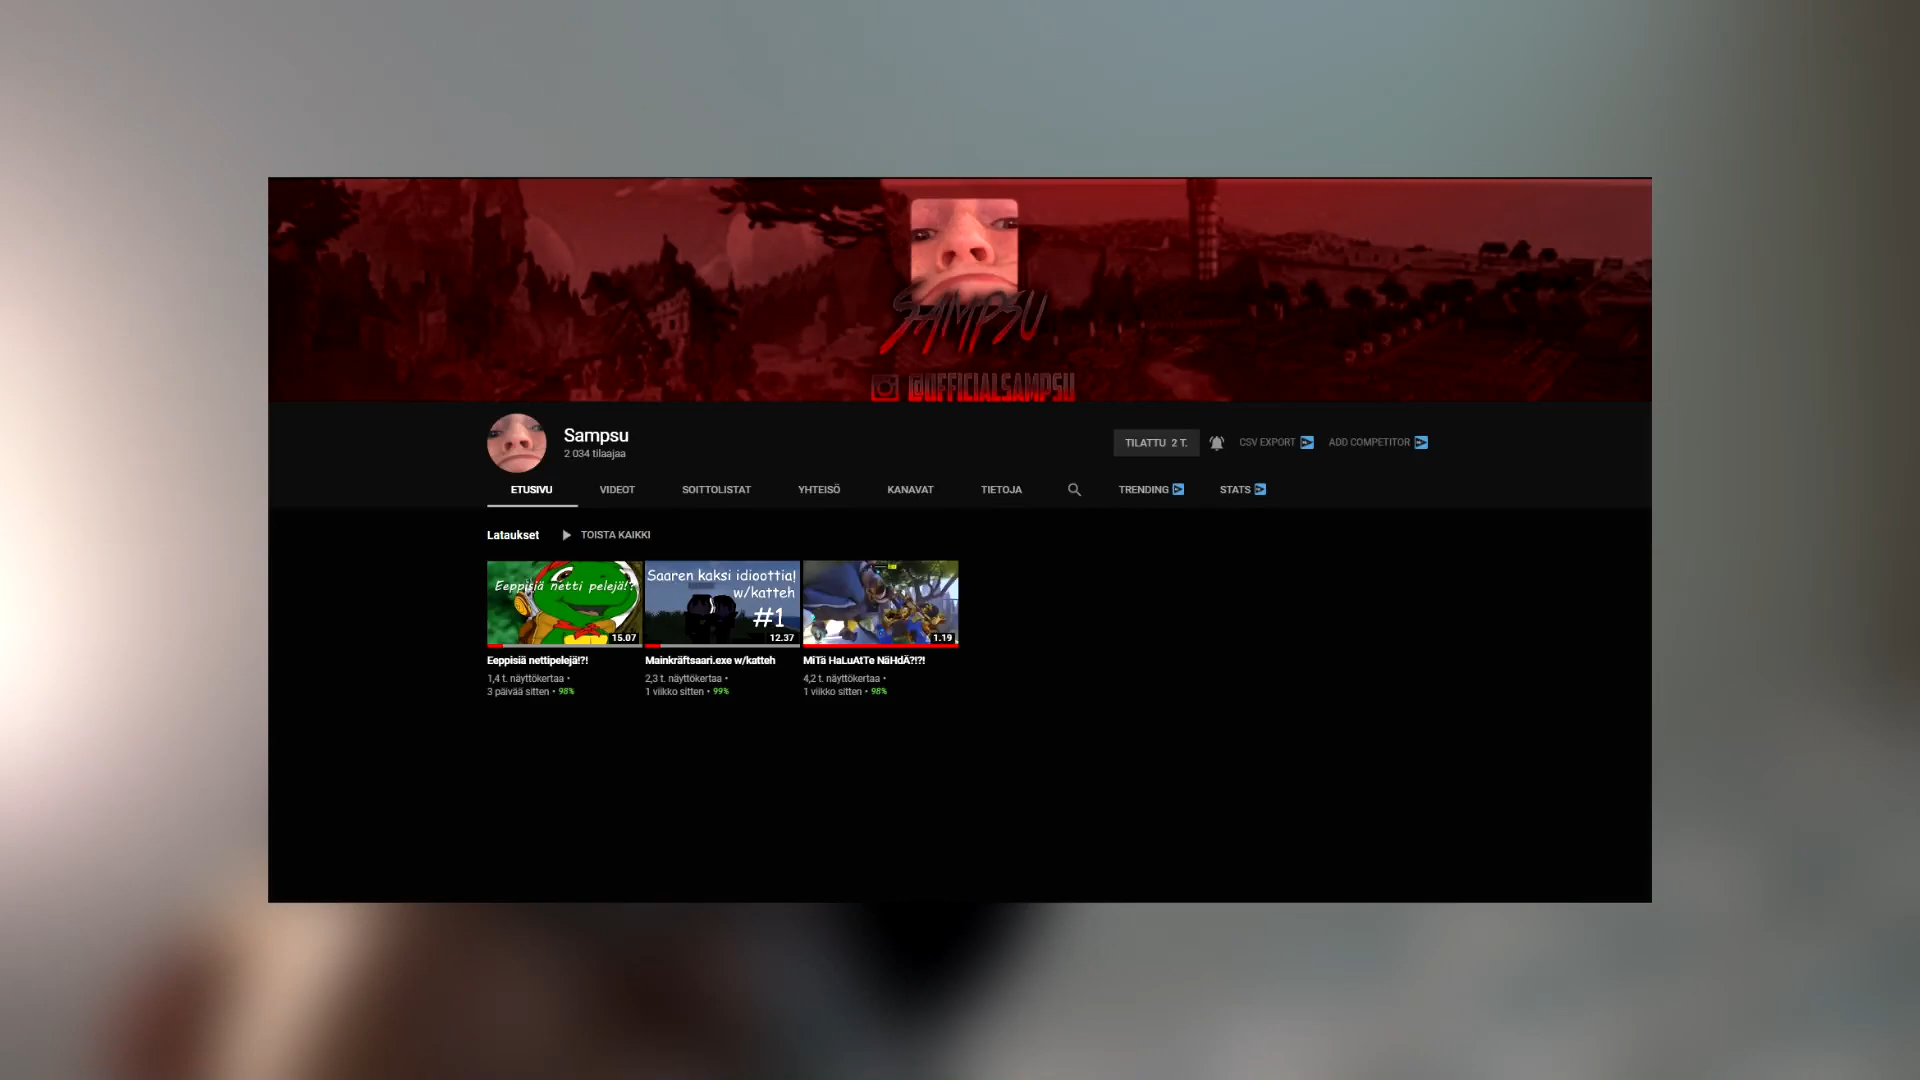 SAMPSU
@OFFICIALSAMPSU
Sampsu
2 034 tilaajaa
TILATTU 2 T.
CSV EXPORT
ADD COMPETITOR
ETUSIVU
VIDEOT
SOITTOLISTAT
YHTEISÖ
KANAVAT
TIETOJA
TRENDING
STATS
Lataukset
TOISTA KAIKKI
Eeppisiä netti pelejä!?
15.07
Saaren kaksi idioottia!
w/katteh
#1
12.37
1.19
Eeppisiä nettipelejä!?!
1,4 t. näyttökertaa •
3 päivää sitten • 98%
Mainkräftsaari.exe w/katteh
2,3 t. näyttökertaa •
1 viikko sitten • 99%
MiTä HaLuAtTe NäHdÄ?!?!
4,2 t. näyttökertaa •
1 viikko sitten • 98%